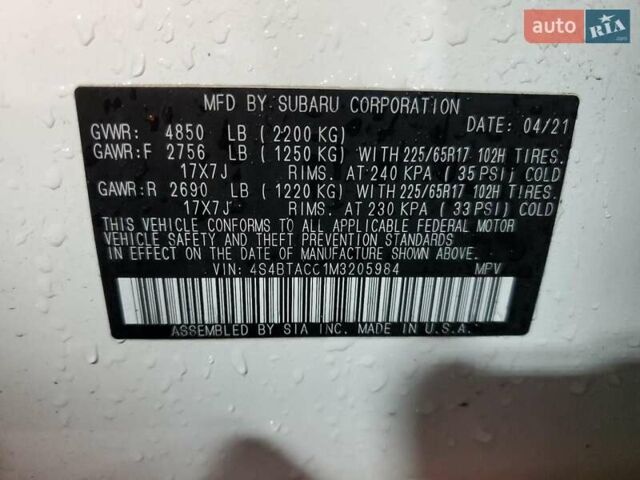 auto RIA.com
MFD BY SUBARU CORPORATION
DATE: 04/21
GVWR: 4850 LB (2200 KG)
GAWR:F 2756 LB (1250 KG) WITH 225/65R17 102H TIRES.
17X7J RIMS. AT 240 KPA (35 PSI) COLD
GAWR:R 2690 LB (1220 KG) WITH 225/65R17 102H TIRES.
17X7J RIMS. AT 230 KPA (33 PSI) COLD
THIS VEHICLE CONFORMS TO ALL APPLICABLE FEDERAL MOTOR
VEHICLE SAFETY AND THEFT PREVENTION STANDARDS
IN EFFECT ON THE DATE OF MANUFACTURE SHOWN ABOVE.
VIN: 4S4BTACC1M3205984 MPV
ASSEMBLED BY SIA INC. MADE IN U.S.A.